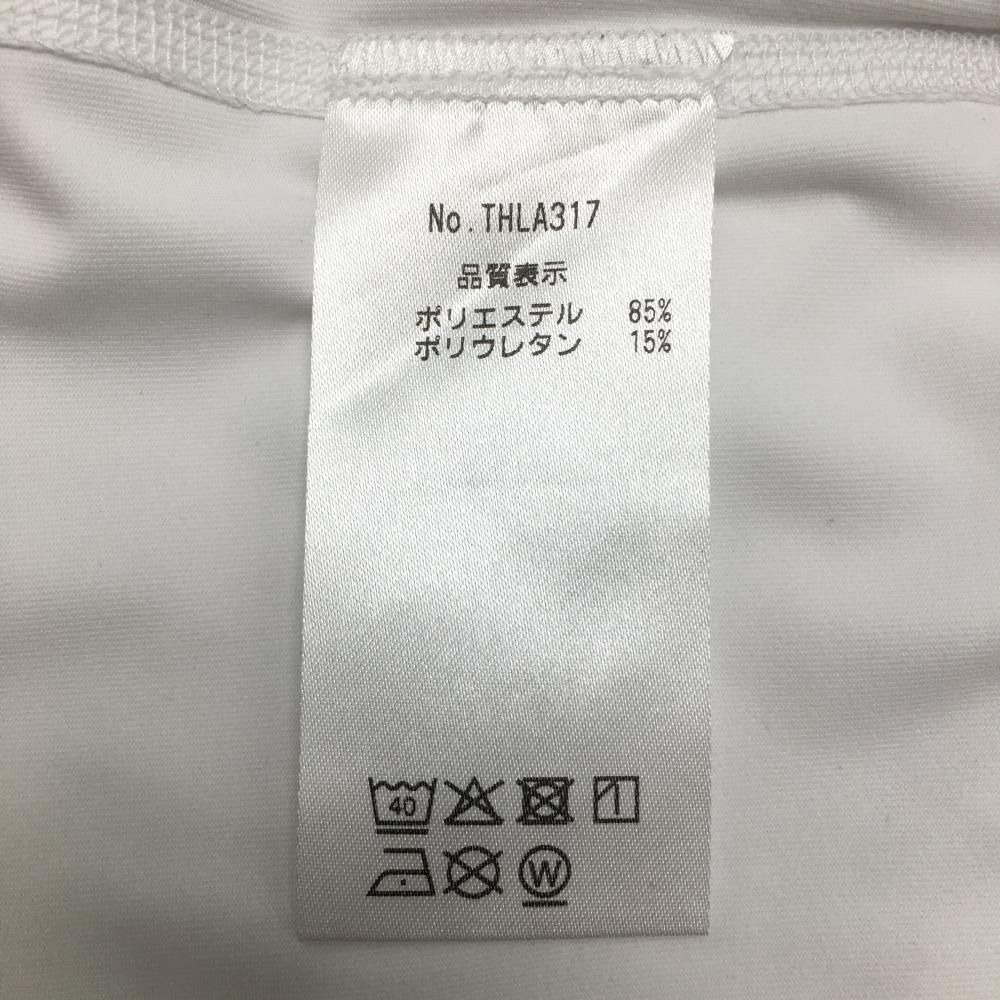 No.THLA317
品質表示
ポリエステル 85%
ポリウレタン 15%
40
W